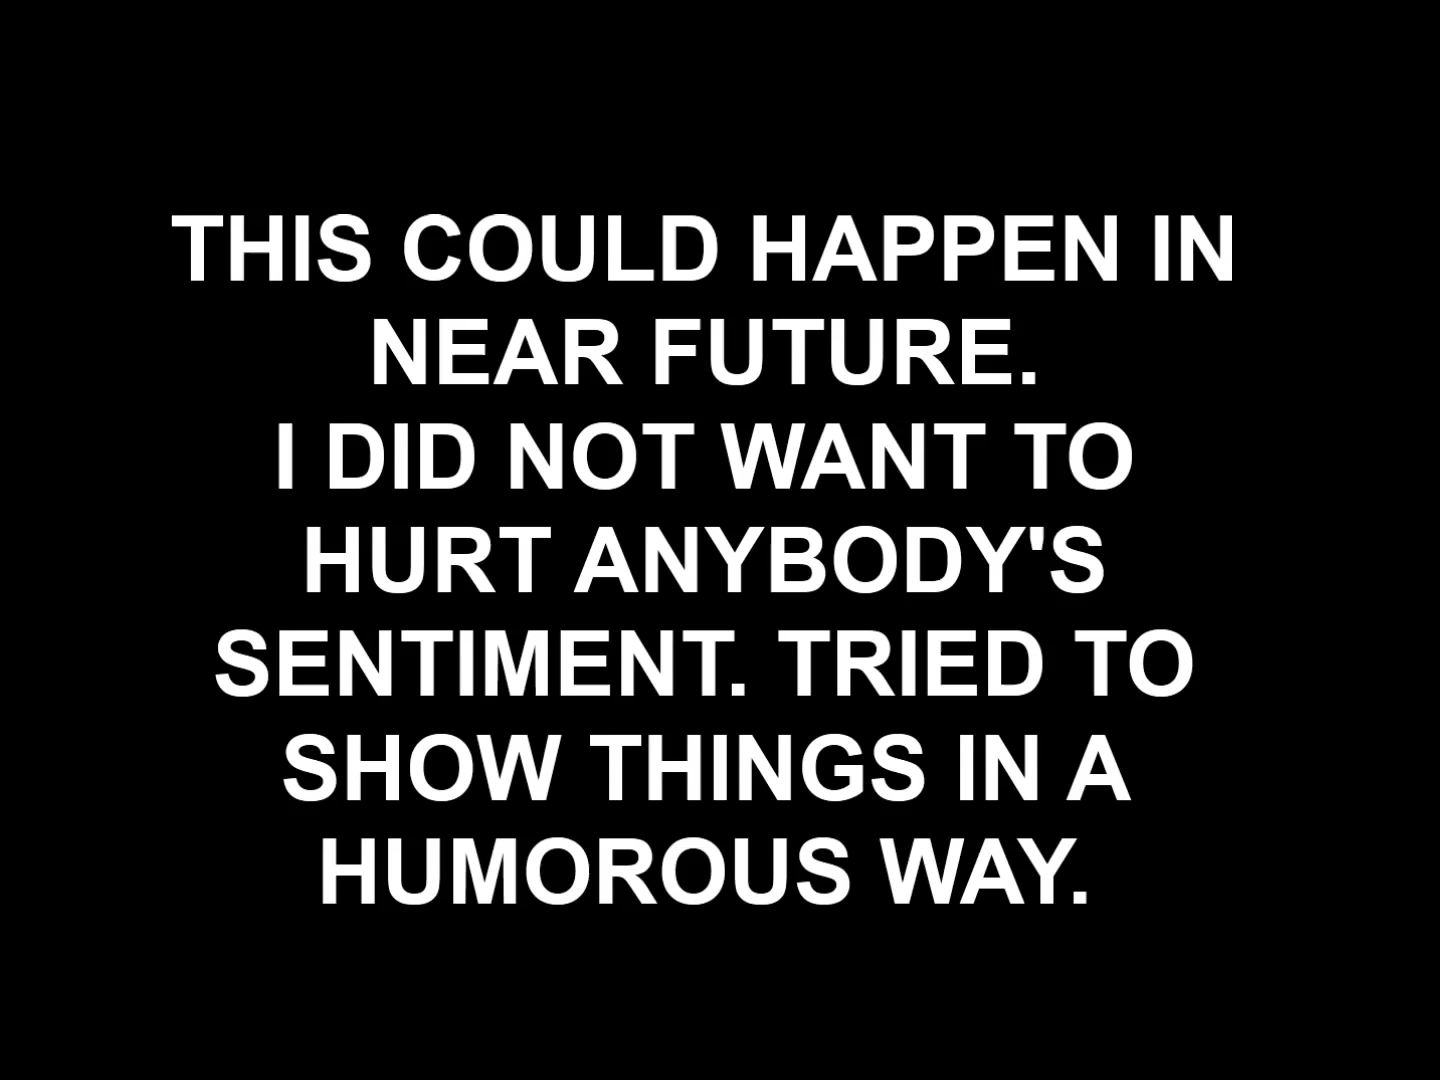 THIS COULD HAPPEN IN
NEAR FUTURE.
I DID NOT WANT TO
HURT ANYBODY'S
SENTIMENT. TRIED TO
SHOW THINGS IN A
HUMOROUS WAY.